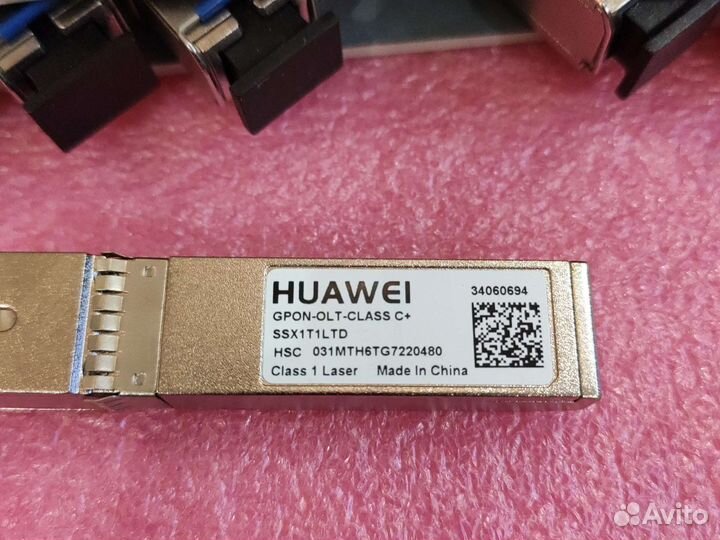 HUAWEI
34060694
GPON-OLT-CLASS C+
SSX1T1LTD
HSC 031MTH6TG7220480
Class 1 Laser Made In China
Avito